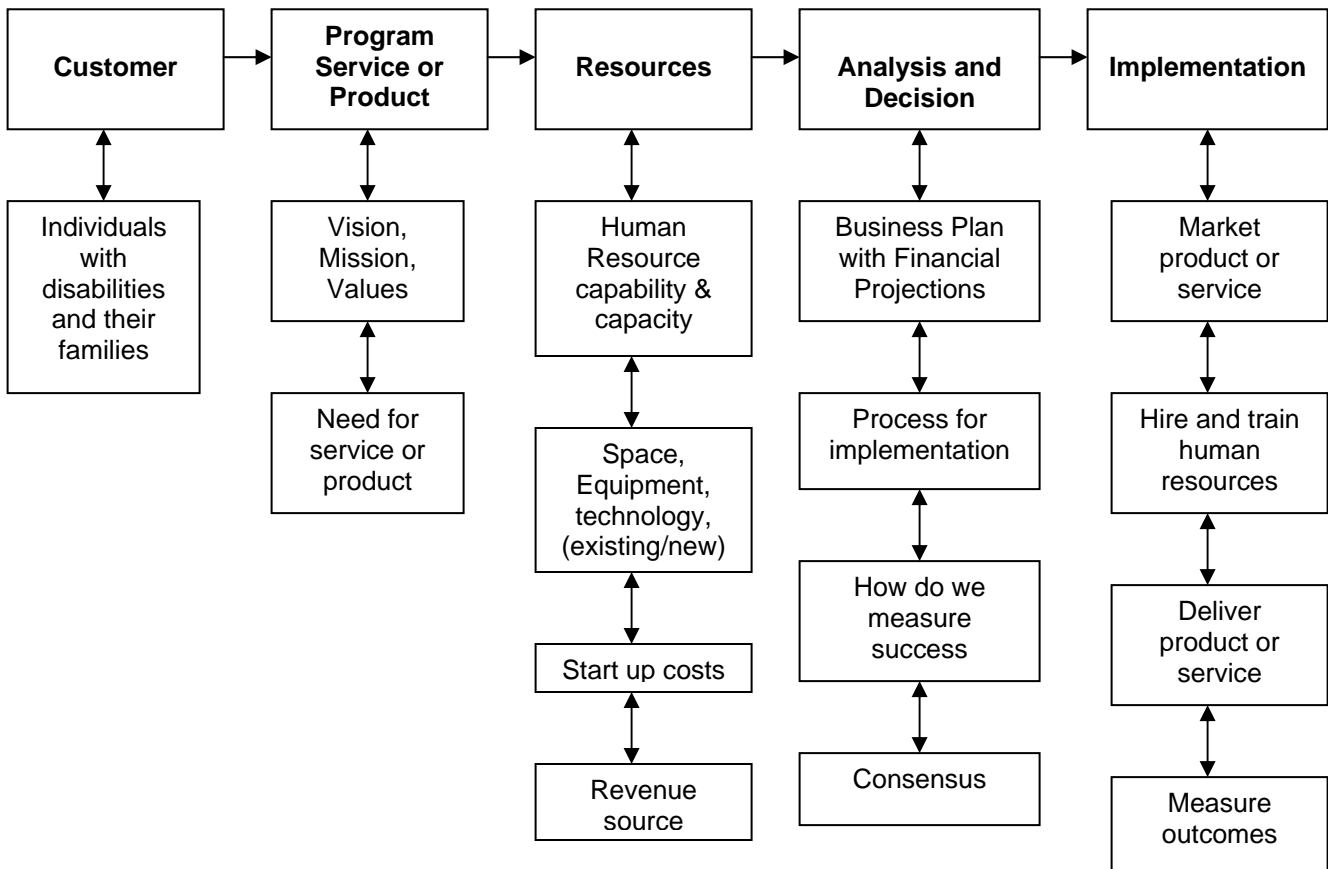 Customer
Program
Service or
Product
Resources
Analysis and
Decision
Implementation
Individuals
with
disabilities
and their
families
Vision,
Mission,
Values
Need for
service or
product
Human
Resource
capability &
capacity
Space,
Equipment,
technology,
(existing/new)
Start up costs
Revenue
source
Business Plan
with Financial
Projections
Process for
implementation
How do we
measure
success
Consensus
Market
product or
service
Hire and train
human
resources
Deliver
product or
service
Measure
outcomes